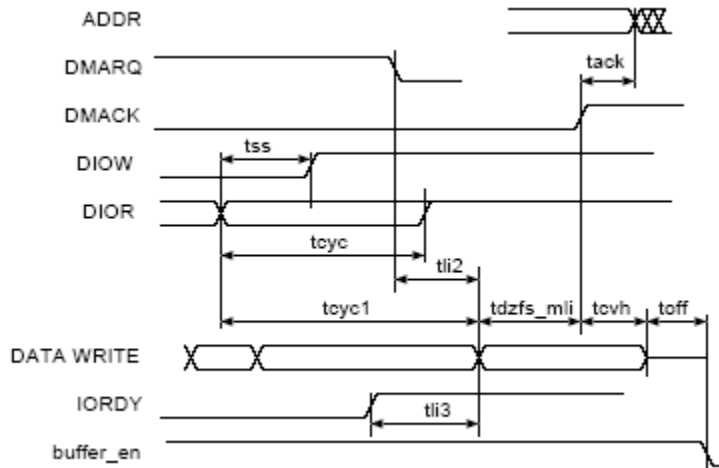 ADDR
tack
DMARQ
DMACK
tss
DIOW
DIOR
tcyc
tli2
tcyc1 tdzfs_mli tcvh toff
DATA WRITE
IORDY
tli3
buffer_en